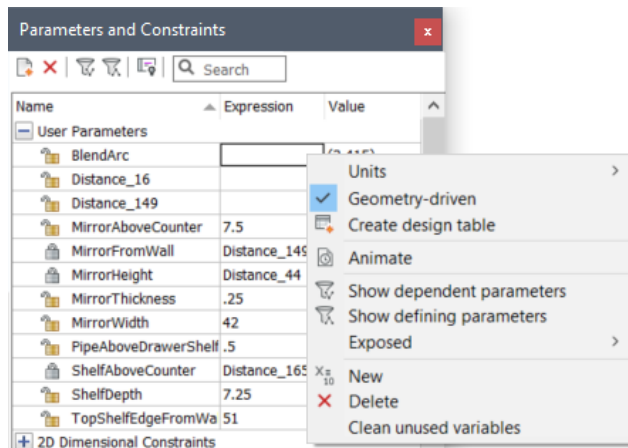 Parameters and Constraints
x
Search
Name Expression Value
User Parameters
BlendArc
Distance_16
Distance_149
MirrorAboveCounter 7.5
MirrorFromWall Distance_149
MirrorHeight Distance_44
MirrorThickness .25
MirrorWidth 42
PipeAboveDrawerShelf .5
ShelfAboveCounter Distance_165
ShelfDepth 7.25
TopShelfEdgeFromWa 51
2D Dimensional Constraints
Units
Geometry-driven
Create design table
Animate
Show dependent parameters
Show defining parameters
Exposed
New
Delete
Clean unused variables